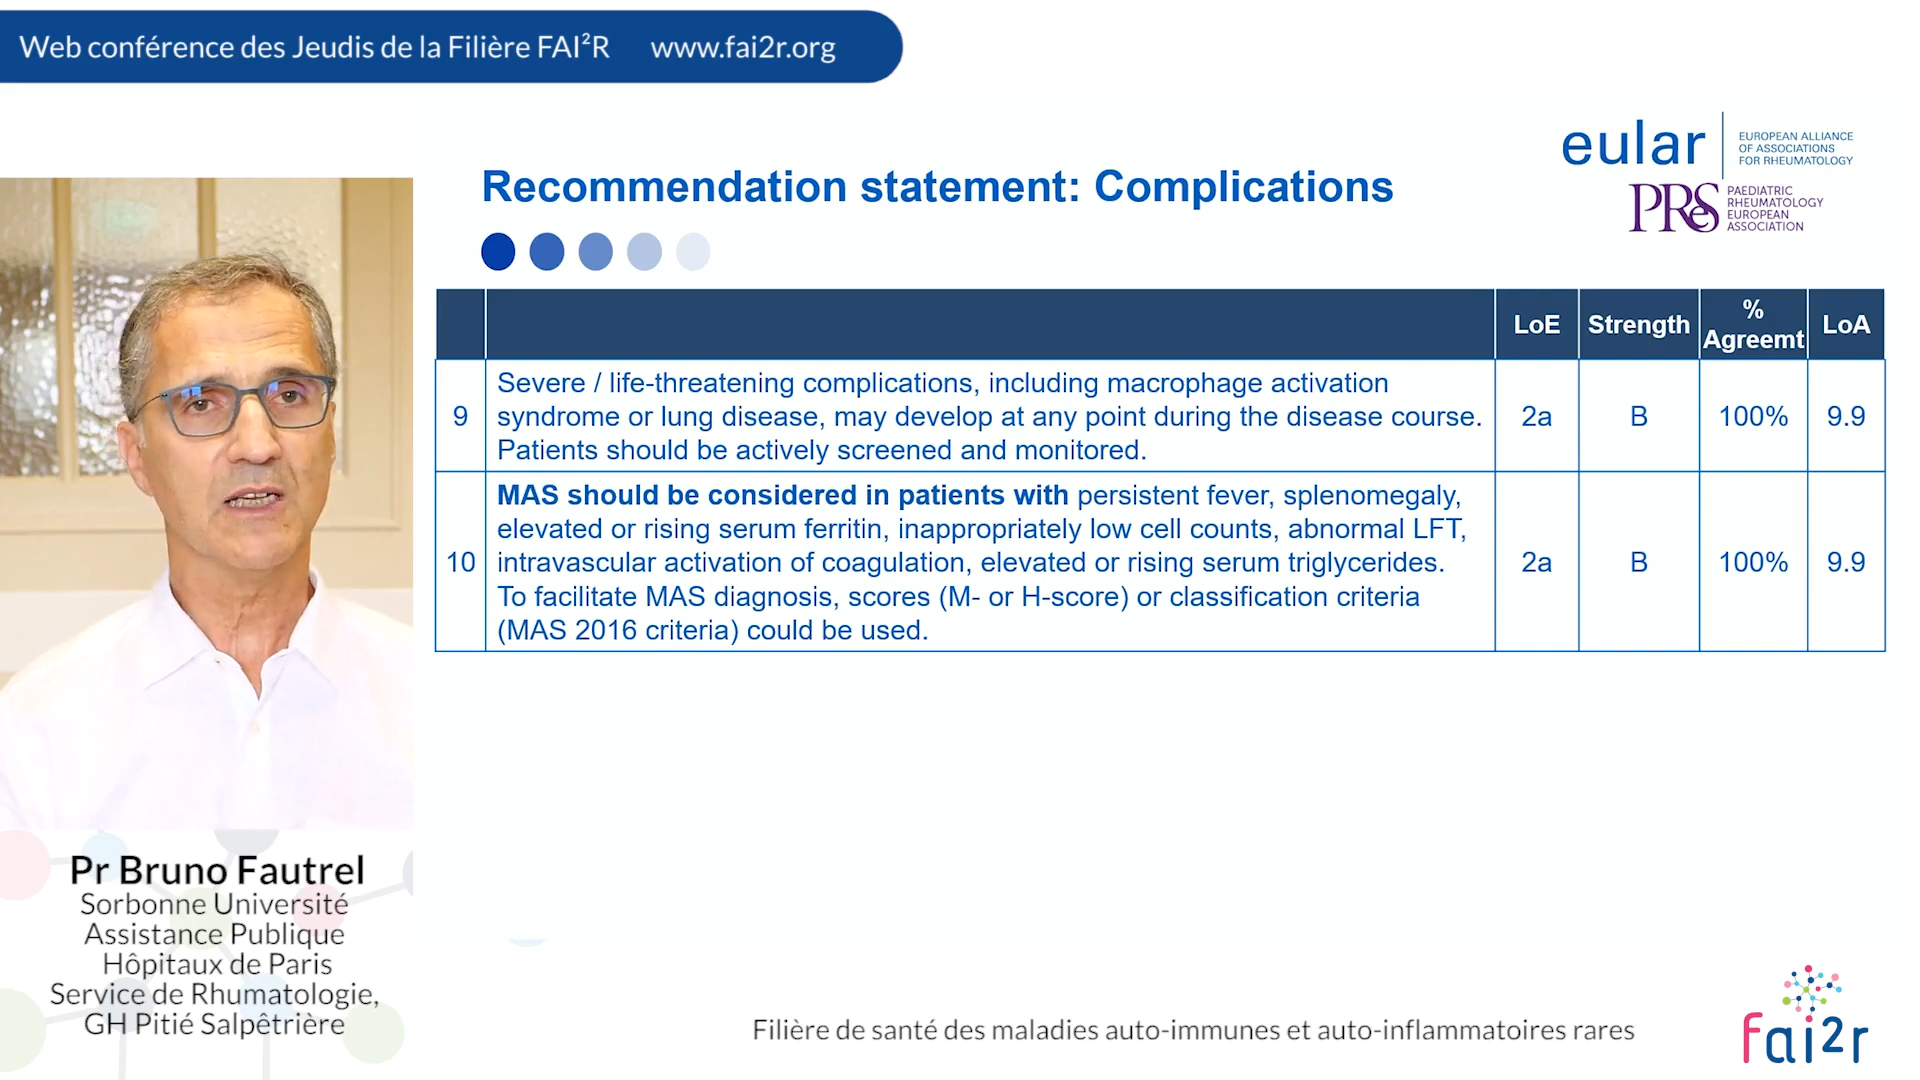 Web conférence des Jeudis de la Filière FAI²R www.fai2r.org
eular
EUROPEAN ALLIANCE
OF ASSOCIATIONS
FOR RHEUMATOLOGY
PReS
PAEDIATRIC
RHEUMATOLOGY
EUROPEAN
ASSOCIATION
Recommendation statement: Complications
LoE
Strength
%
Agreemt
LoA
9
Severe / life-threatening complications, including macrophage activation
syndrome or lung disease, may develop at any point during the disease course.
Patients should be actively screened and monitored.
2a
B
100%
9.9
10
MAS should be considered in patients with persistent fever, splenomegaly,
elevated or rising serum ferritin, inappropriately low cell counts, abnormal LFT,
intravascular activation of coagulation, elevated or rising serum triglycerides.
To facilitate MAS diagnosis, scores (M- or H-score) or classification criteria
(MAS 2016 criteria) could be used.
2a
B
100%
9.9
Pr Bruno Fautrel
Sorbonne Université
Assistance Publique
Hôpitaux de Paris
Service de Rhumatologie,
GH Pitié Salpêtrière
Filière de santé des maladies auto-immunes et auto-inflammatoires rares
fai2r